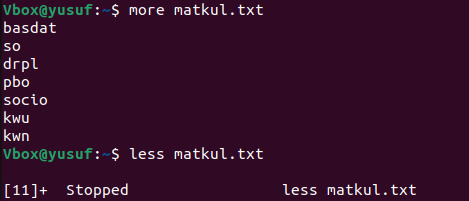 Vbox@yusuf:~$ more matkul.txt
basdat
so
drpl
pbo
socio
kwu
kwn
Vbox@yusuf:~$ less matkul.txt
[11]+  Stopped                 less matkul.txt